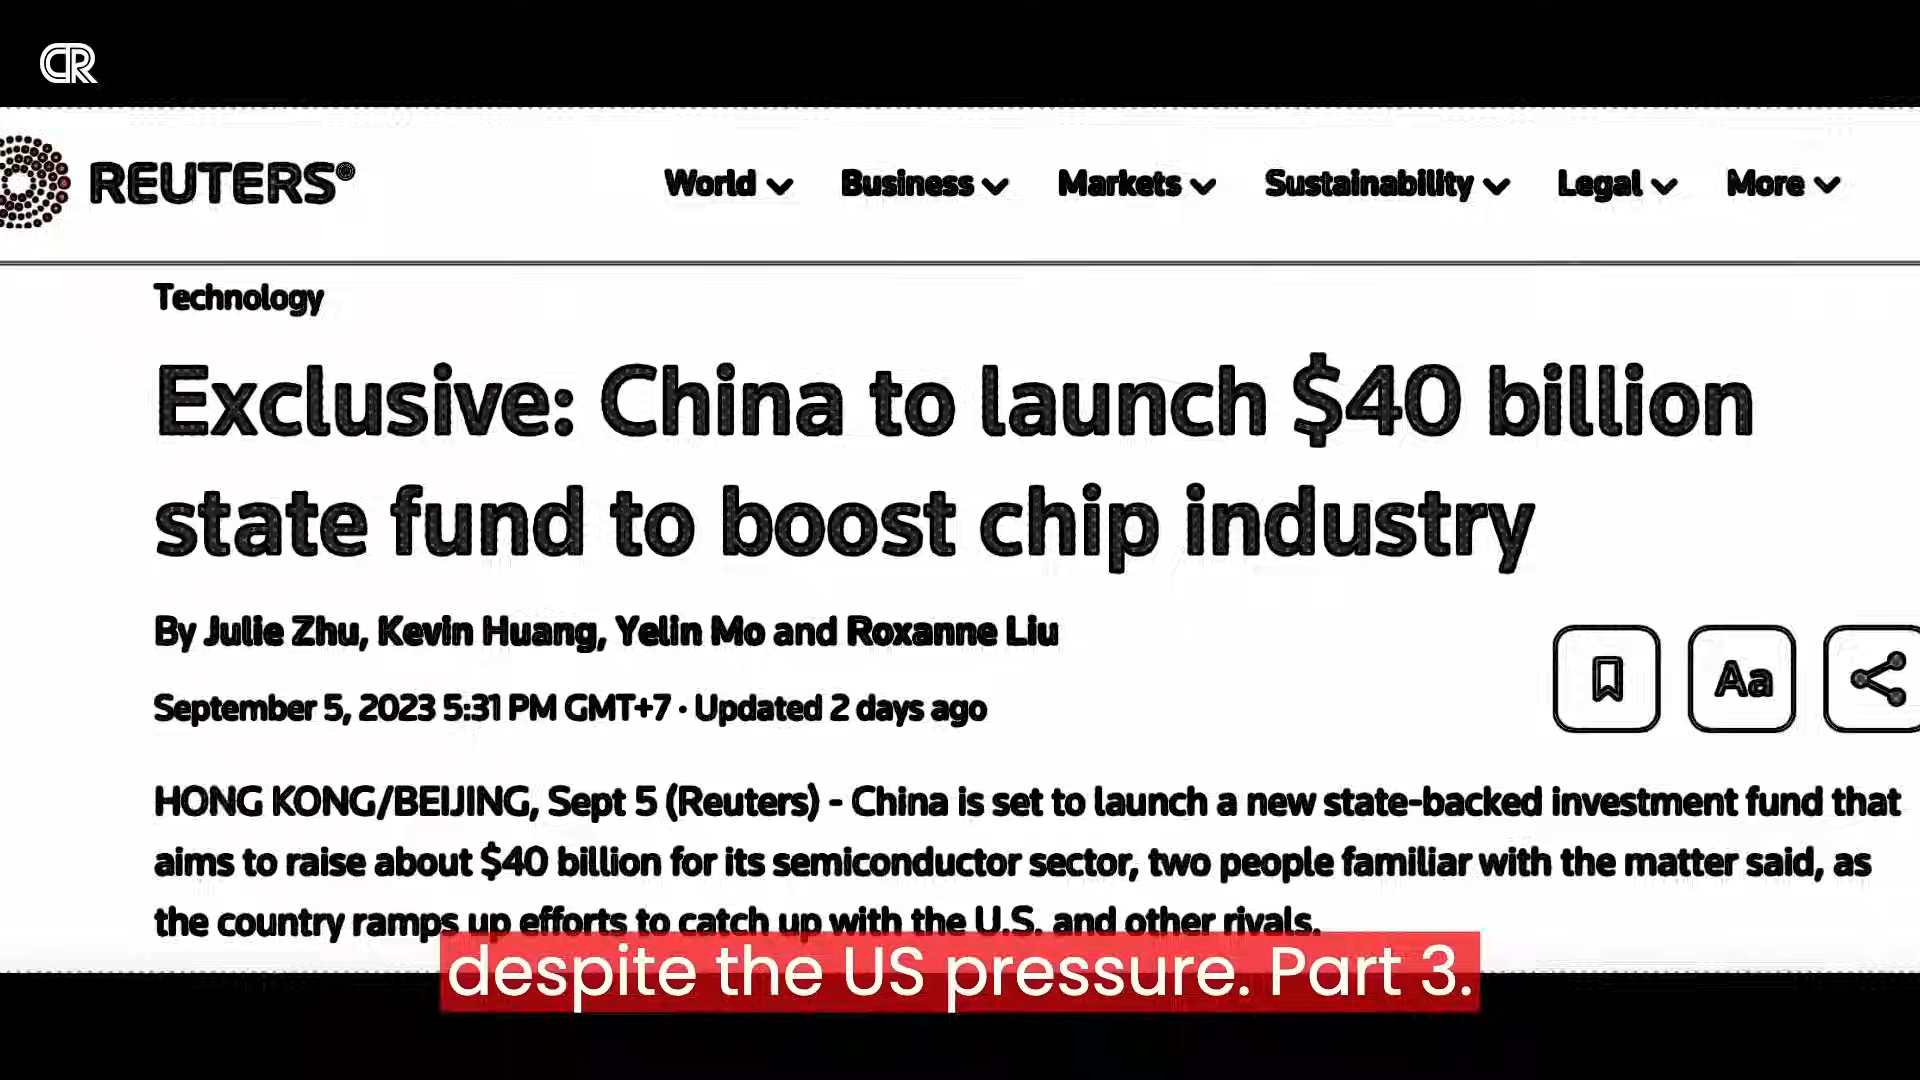 CR
REUTERS®
World Business Markets Sustainability Legal More
Technology
Exclusive: China to launch $40 billion
state fund to boost chip industry
By Julie Zhu, Kevin Huang, Yelin Mo and Roxanne Liu
Aa
September 5, 2023 5:31 PM GMT+7 · Updated 2 days ago
HONG KONG/BEIJING, Sept 5 (Reuters) - China is set to launch a new state-backed investment fund that
aims to raise about $40 billion for its semiconductor sector, two people familiar with the matter said, as
the country ramps up efforts to catch up with the U.S. and other rivals.
despite the US pressure. Part 3.